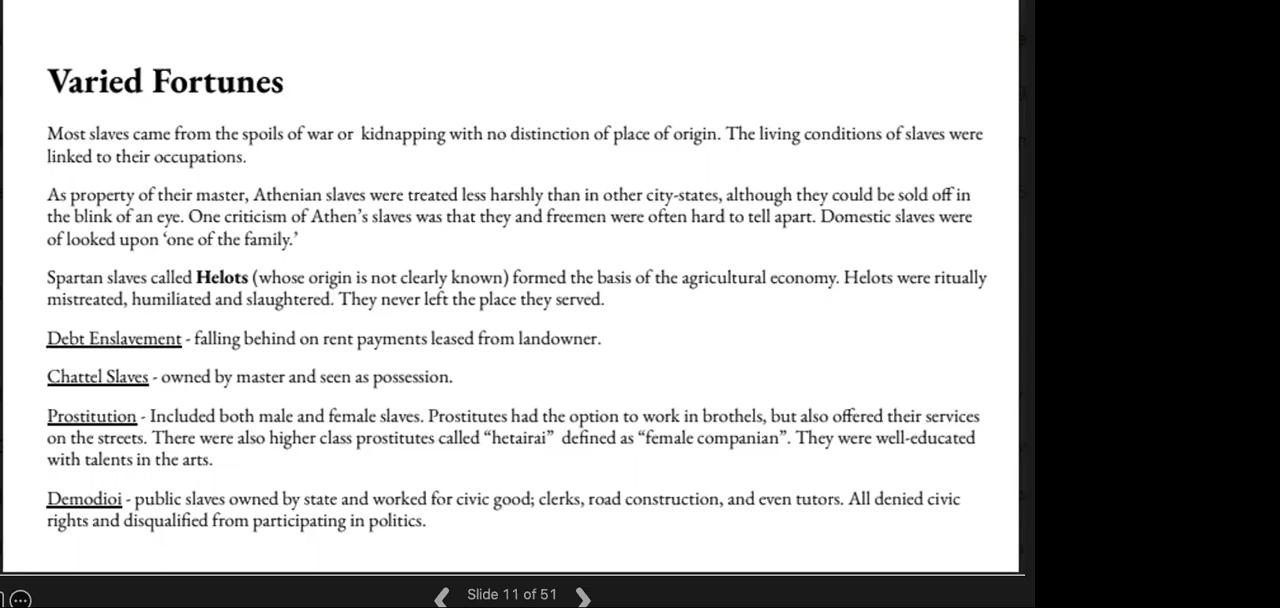 Varied Fortunes
Most slaves came from the spoils of war or kidnapping with no distinction of place of origin. The living conditions of slaves were
linked to their occupations.
As property of their master, Athenian slaves were treated less harshly than in other city-states, although they could be sold off in
the blink of an eye. One criticism of Athen's slaves was that they and freemen were often hard to tell apart. Domestic slaves were
of looked upon 'one of the family.'
Spartan slaves called Helots (whose origin is not clearly known) formed the basis of the agricultural economy. Helots were ritually
mistreated, humiliated and slaughtered. They never left the place they served.
Debt Enslavement - falling behind on rent payments leased from landowner.
Chattel Slaves - owned by master and seen as possession.
Prostitution - Included both male and female slaves. Prostitutes had the option to work in brothels, but also offered their services
on the streets. There were also higher class prostitutes called "hetairai" defined as "female companian". They were well-educated
with talents in the arts.
Demodioi - public slaves owned by state and worked for civic good; clerks, road construction, and even tutors. All denied civic
rights and disqualified from participating in politics.
Slide 11 of 51